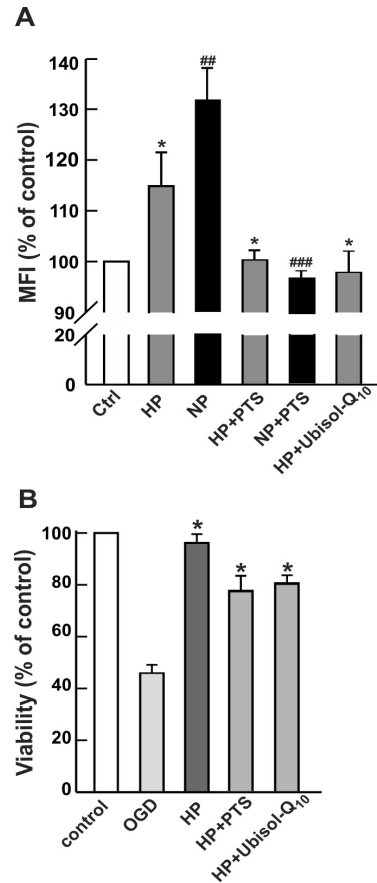 A
MFI (% of control)
140
130
120
110
100
90
20
0
*
##
*
###
*
Ctrl
HP
NP
HP+PTS
NP+PTS
HP+Ubisol-Q10
B
Viability (% of control)
100
80
60
40
20
0
*
*
*
control
OGD
HP
HP+PTS
HP+Ubisol-Q10